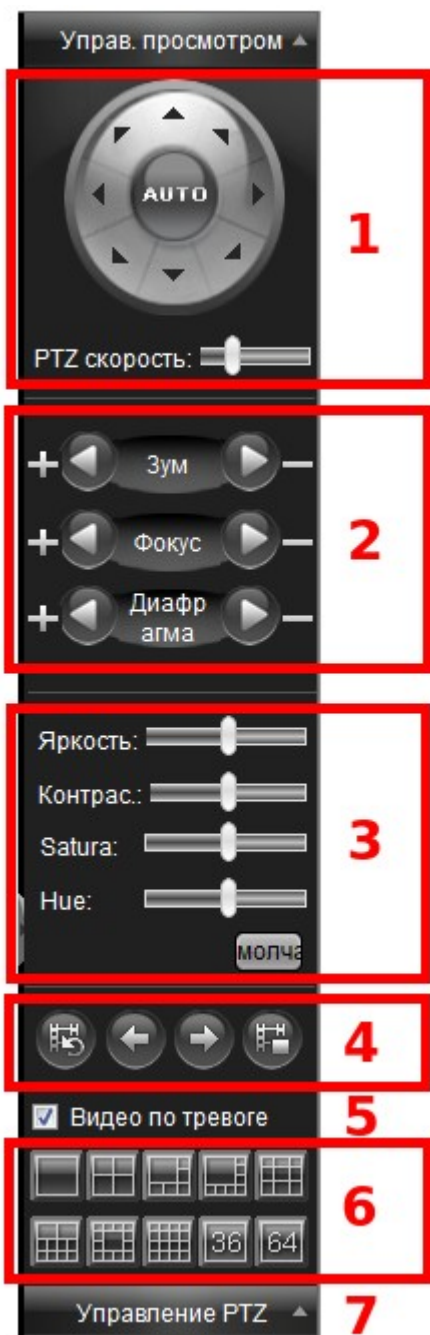 Управ. просмотром
AUTO
1
PTZ скорость:
Зум
2
Фокус
Диафр
агма
Яркость:
Контрас.:
3
Satura:
Hue:
молча
4
Видео по тревоге
5
6
36
64
Управление PTZ
7